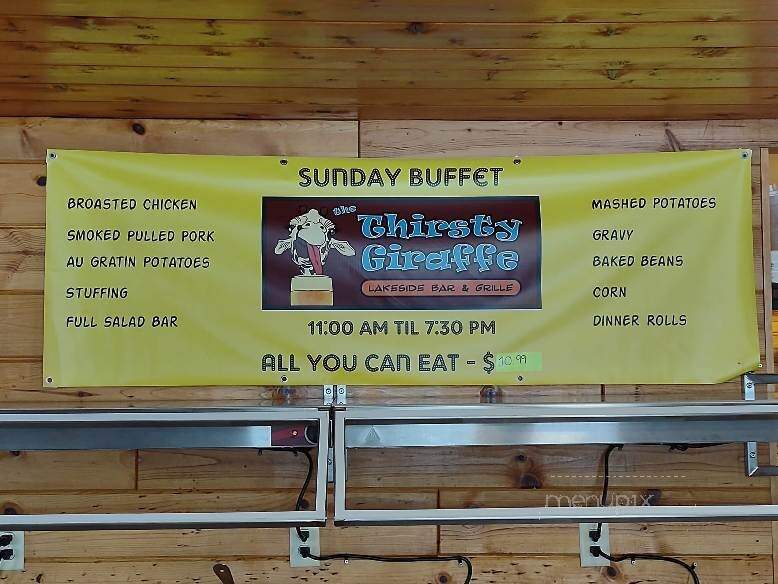 SUNDAY BUFFET
BROASTED CHICKEN
SMOKED PULLED PORK
AU GRATIN POTATOES
STUFFING
FULL SALAD BAR
the
Thirsty
Giraffe
LAKESIDE BAR & GRILLE
MASHED POTATOES
GRAVY
BAKED BEANS
CORN
DINNER ROLLS
11:00 AM TIL 7:30 PM
ALL YOU CAN EAT - $10.99
menupix